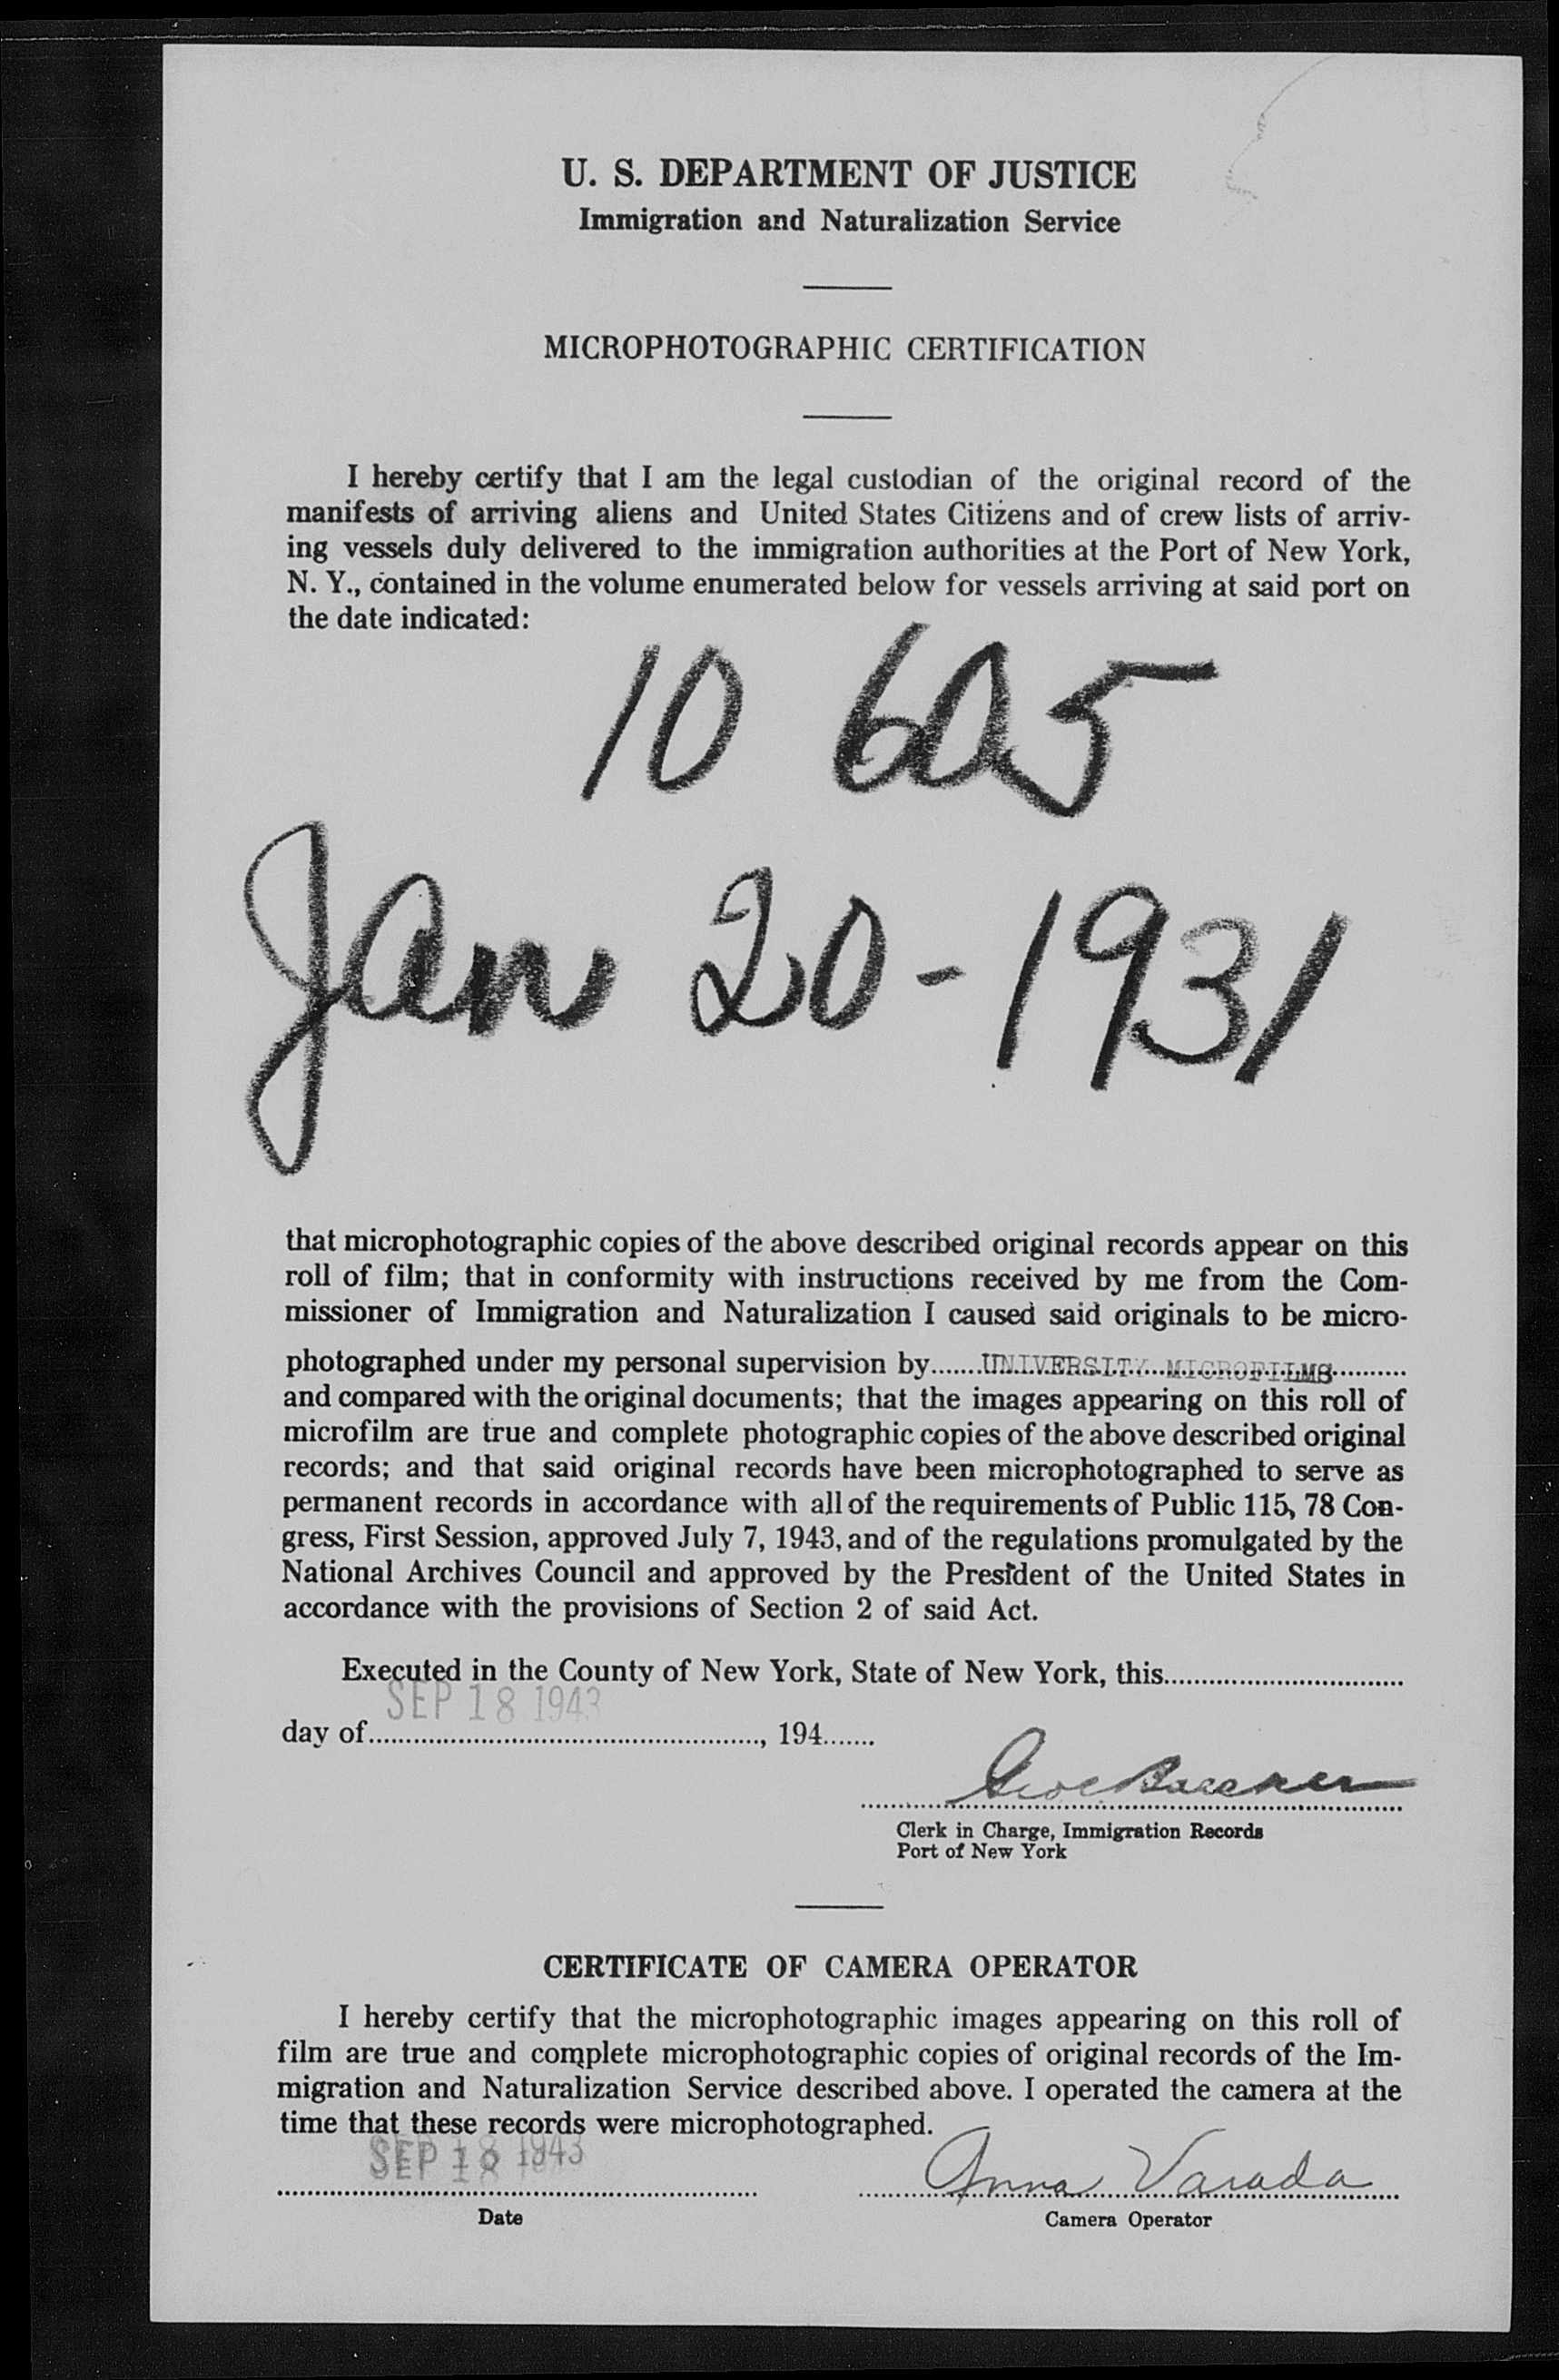 U. S. DEPARTMENT OF JUSTICE
Immigration and Naturalization Service
MICROPHOTOGRAPHIC CERTIFICATION
I hereby certify that I am the legal custodian of the original record of the
manifests of arriving aliens and United States Citizens and of crew lists of arriv-
ing vessels duly delivered to the immigration authorities at the Port of New York,
N. Y., contained in the volume enumerated below for vessels arriving at said port on
the date indicated:
10 605
Jan 20-1931
that microphotographic copies of the above described original records appear on this
roll of film; that in conformity with instructions received by me from the Com-
missioner of Immigration and Naturalization I caused said originals to be micro-
photographed under my personal supervision by.......UNIVERSITY MICROFILMS..........
and compared with the original documents; that the images appearing on this roll of
microfilm are true and complete photographic copies of the above described original
records; and that said original records have been microphotographed to serve as
permanent records in accordance with all of the requirements of Public 115, 78 Con-
gress, First Session, approved July 7, 1943, and of the regulations promulgated by the
National Archives Council and approved by the President of the United States in
accordance with the provisions of Section 2 of said Act.
Executed in the County of New York, State of New York, this................................
SEP 18 1943
day of......................................................, 194.......
Clerk in Charge, Immigration Records
Port of New York
CERTIFICATE OF CAMERA OPERATOR
I hereby certify that the microphotographic images appearing on this roll of
film are true and complete microphotographic copies of original records of the Im-
migration and Naturalization Service described above. I operated the camera at the
time that these records were microphotographed.
SEP 18 1943
Anna Varada
Date
Camera Operator